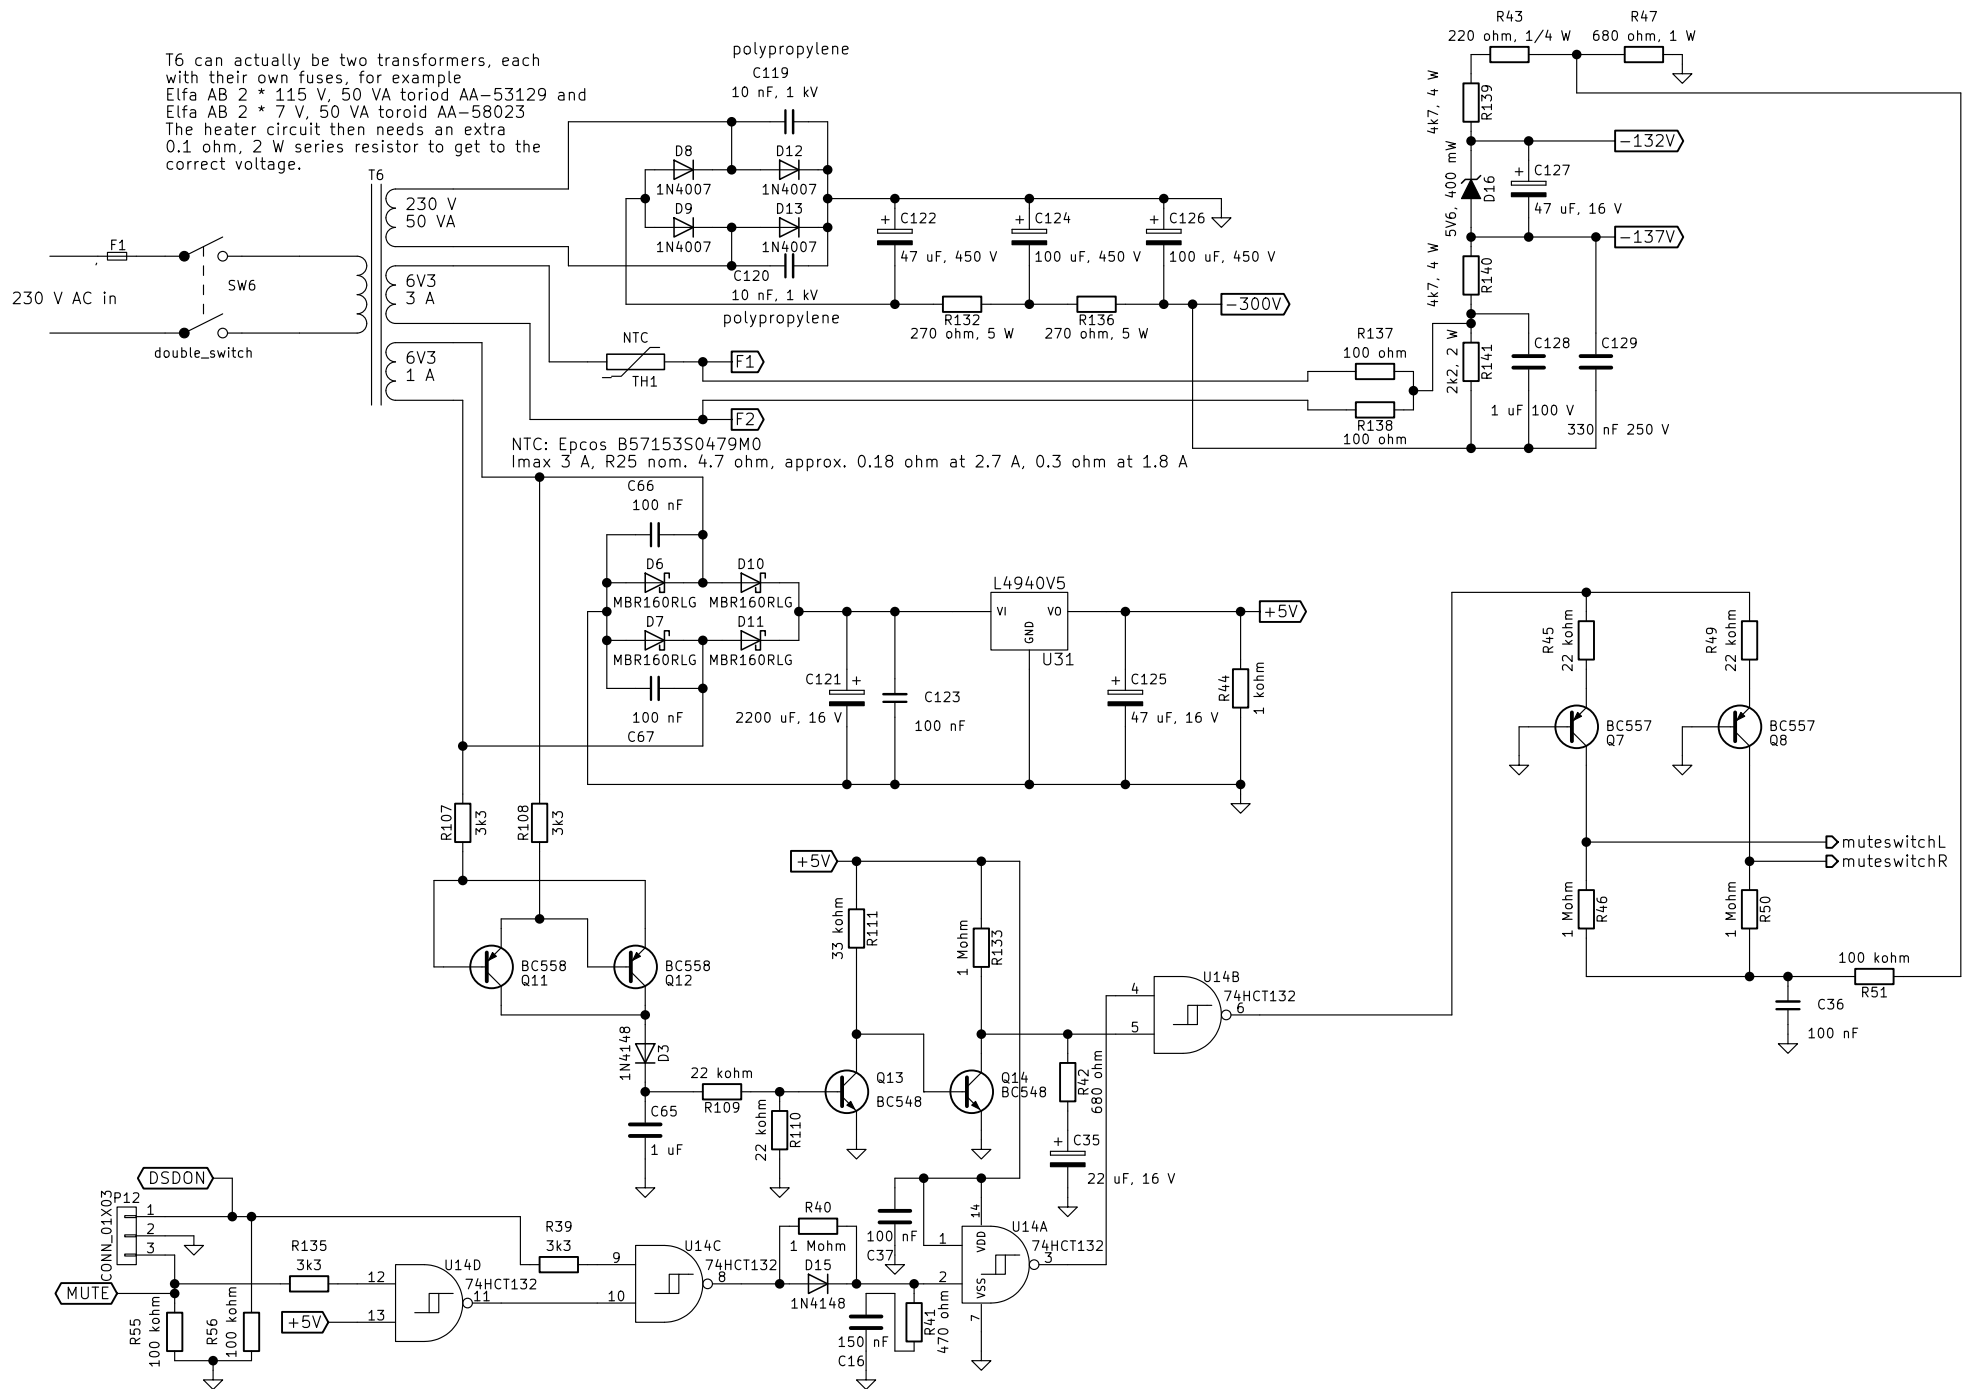 T6 can actually be two transformers, each
with their own fuses, for example
Elfa AB 2 * 115 V, 50 VA toriod AA-53129 and
Elfa AB 2 * 7 V, 50 VA toroid AA-58023
The heater circuit then needs an extra
0.1 ohm, 2 W series resistor to get to the
correct voltage.
T6
230 V
50 VA
6V3
3 A
6V3
1 A
F1
230 V AC in
SW6
double_switch
polypropylene
C119
10 nF, 1 kV
D8
1N4007
D12
1N4007
D9
1N4007
D13
1N4007
C120
10 nF, 1 kV
polypropylene
+ C122
47 uF, 450 V
+ C124
100 uF, 450 V
+ C126
100 uF, 450 V
R132
270 ohm, 5 W
R136
270 ohm, 5 W
-300V
NTC
TH1
F1
F2
NTC: Epcos B57153S0479M0
Imax 3 A, R25 nom. 4.7 ohm, approx. 0.18 ohm at 2.7 A, 0.3 ohm at 1.8 A
R43
220 ohm, 1/4 W
R47
680 ohm, 1 W
4k7, 4 W
R139
-132V
5V6, 400 mW
D16
+ C127
47 uF, 16 V
-137V
4k7, 4 W
R140
R137
100 ohm
R138
100 ohm
2k2, 2 W
R141
C128
1 uF 100 V
C129
330 nF 250 V
C66
100 nF
D6
MBR160RLG
D10
MBR160RLG
D7
MBR160RLG
D11
MBR160RLG
100 nF
C67
C121 +
2200 uF, 16 V
C123
100 nF
L4940V5
VI
VO
GND
U31
+ C125
47 uF, 16 V
R44
1 kohm
+5V
R45
22 kohm
R49
22 kohm
BC557
Q7
BC557
Q8
muteswitchL
muteswitchR
1 Mohm
R46
1 Mohm
R50
100 kohm
R51
C36
100 nF
R107
3k3
R108
3k3
BC558
Q11
BC558
Q12
1N4148
D3
C65
1 uF
22 kohm
R109
22 kohm
R110
+5V
33 kohm
R111
1 Mohm
R133
Q13
BC548
Q14
BC548
R42
680 ohm
+ C35
22 uF, 16 V
4
5
6
U14B
74HCT132
DSDON
P12
CONN_01X03
1
2
3
MUTE
R55
100 kohm
R56
100 kohm
R135
3k3
+5V
12
13
11
U14D
74HCT132
R39
3k3
9
10
8
U14C
74HCT132
R40
1 Mohm
D15
1N4148
150 nF
C16
R41
470 ohm
100 nF
C37
1
2
3
14
7
VDD
VSS
U14A
74HCT132